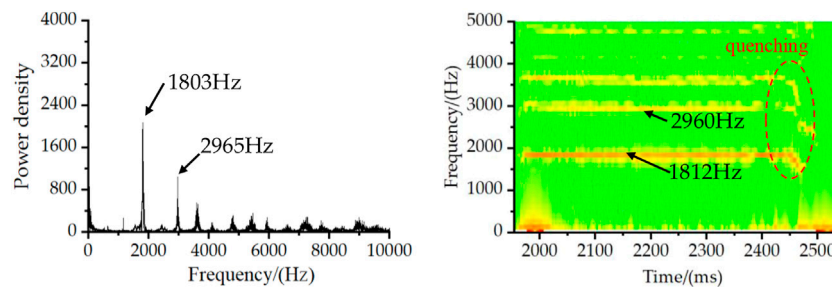 4000
3200
2400
1600
800
0
1803Hz
2965Hz
0 2000 4000 6000 8000 10000
Power density
Frequency/(Hz)
5000
4000
3000
2000
1000
0
quenching
2960Hz
1812Hz
2000 2100 2200 2300 2400 2500
Frequency/(Hz)
Time/(ms)